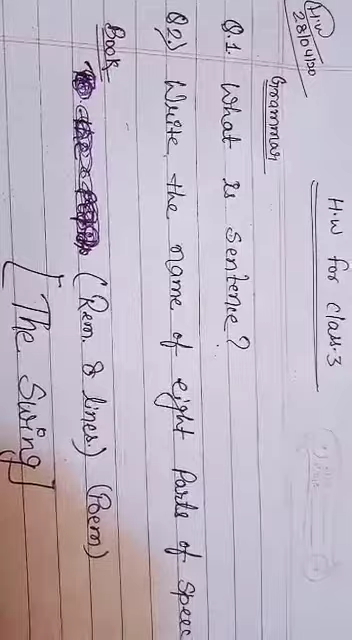 H.W
28/04/20
H.W for class.3
Grammar
Q.1. What is Sentence?
Q2.) Write the name of eight Parts of Speec
Book
(Rem. 8 lines.) (Poem)
[The Swing]